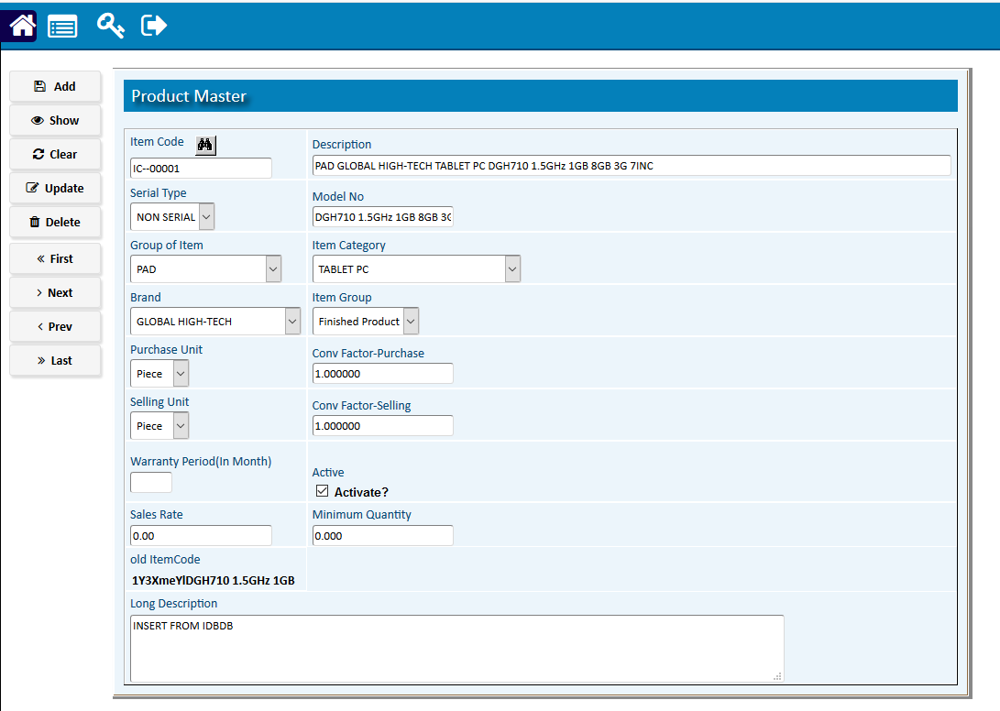 Add
Show
Clear
Update
Delete
« First
> Next
< Prev
» Last
Product Master
Item Code
IC--00001
Description
PAD GLOBAL HIGH-TECH TABLET PC DGH710 1.5GHz 1GB 8GB 3G 7INC
Serial Type
NON SERIAL
Model No
DGH710 1.5GHz 1GB 8GB 3G
Group of Item
PAD
Item Category
TABLET PC
Brand
GLOBAL HIGH-TECH
Item Group
Finished Product
Purchase Unit
Piece
Conv Factor-Purchase
1.000000
Selling Unit
Piece
Conv Factor-Selling
1.000000
Warranty Period(In Month)
Active
Activate?
Sales Rate
0.00
Minimum Quantity
0.000
old ItemCode
1Y3XmeYlDGH710 1.5GHz 1GB
Long Description
INSERT FROM IDBDB